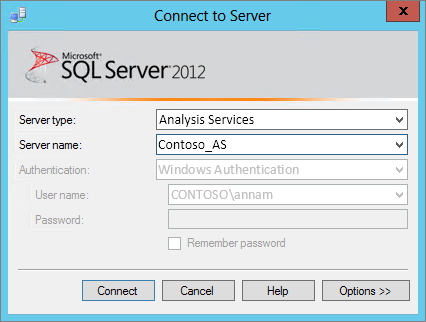 Connect to Server
Microsoft
SQL Server 2012
Server type: Analysis Services
Server name: Contoso_AS
Authentication: Windows Authentication
User name: CONTOSO\annam
Password:
Remember password
Connect Cancel Help Options >>